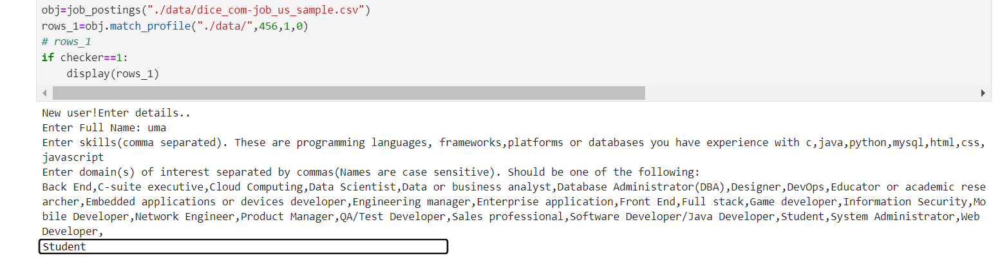 obj=job_postings("./data/dice_com-job_us_sample.csv")
rows_1=obj.match_profile("./data/",456,1,0)
# rows_1
if checker==1:
    display(rows_1)
New user!Enter details..
Enter Full Name: uma
Enter skills(comma separated). These are programming languages, frameworks,platforms or databases you have experience with c,java,python,mysql,html,css,
javascript
Enter domain(s) of interest separated by commas(Names are case sensitive). Should be one of the following:
Back End,C-suite executive,Cloud Computing,Data Scientist,Data or business analyst,Database Administrator(DBA),Designer,DevOps,Educator or academic rese
archer,Embedded applications or devices developer,Engineering manager,Enterprise application,Front End,Full stack,Game developer,Information Security,Mo
bile Developer,Network Engineer,Product Manager,QA/Test Developer,Sales professional,Software Developer/Java Developer,Student,System Administrator,Web
Developer,
Student